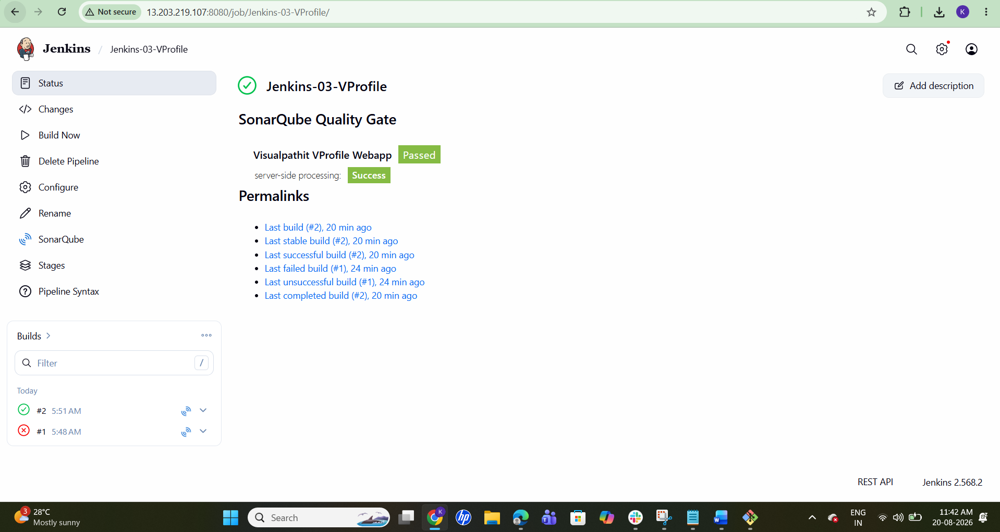 Not secure
13.203.219.107:8080/job/Jenkins-03-VProfile/
K
Jenkins / Jenkins-03-VProfile
Status
Changes
Build Now
Delete Pipeline
Configure
Rename
SonarQube
Stages
Pipeline Syntax
Builds
Filter
/
Today
#2 5:51 AM
#1 5:48 AM
Jenkins-03-VProfile
Add description
SonarQube Quality Gate
Visualpathit VProfile Webapp Passed
server-side processing: Success
Permalinks
Last build (#2), 20 min ago
Last stable build (#2), 20 min ago
Last successful build (#2), 20 min ago
Last failed build (#1), 24 min ago
Last unsuccessful build (#1), 24 min ago
Last completed build (#2), 20 min ago
REST API
Jenkins 2.568.2
3
28°C
Mostly sunny
Search
K
hp
T
W
ENG
IN
11:42 AM
20-08-2026